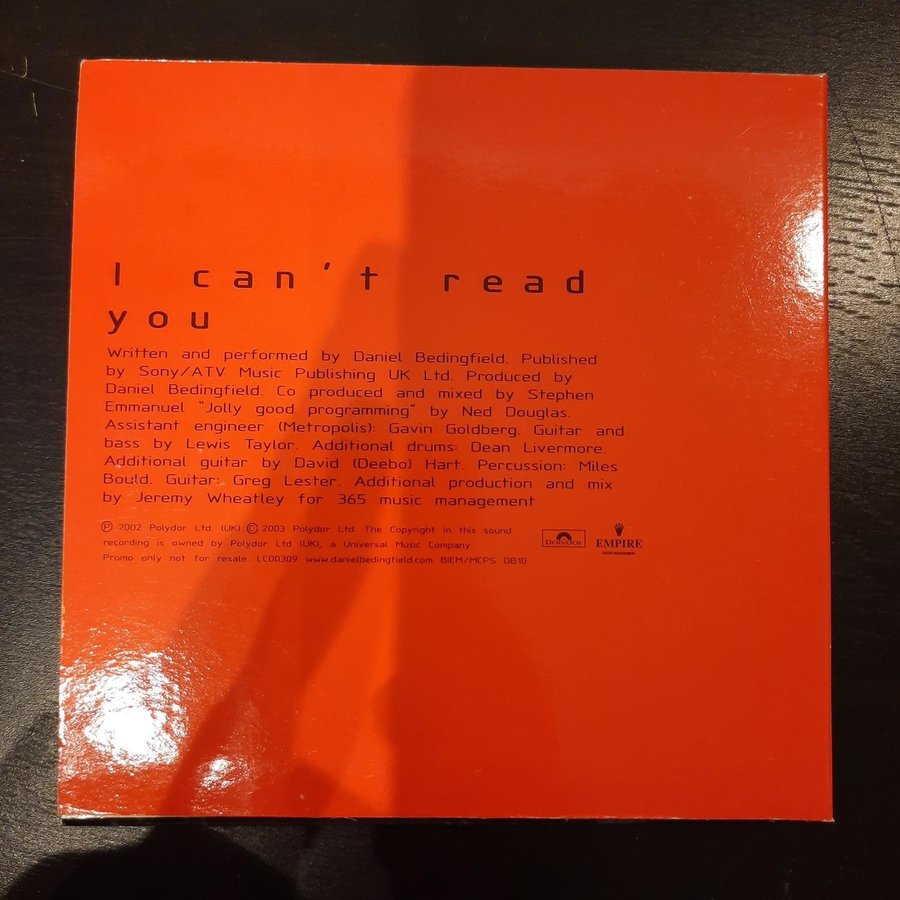 I can't read
you
Written and performed by Daniel Bedingfield. Published
by Sony/ATV Music Publishing UK Ltd. Produced by
Daniel Bedingfield. Co produced and mixed by Stephen
Emmanuel "Jolly good programming" by Ned Douglas.
Assistant engineer (Metropolis): Gavin Goldberg. Guitar and
bass by Lewis Taylor. Additional drums: Dean Livermore.
Additional guitar by David (Deebo) Hart. Percussion: Miles
Bould. Guitar: Greg Lester. Additional production and mix
by Jeremy Wheatley for 365 music management
Ⓟ 2002 Polydor Ltd. (UK) © 2003 Polydor Ltd. The Copyright in this sound
recording is owned by Polydor Ltd (UK), a Universal Music Company.
Promo only not for resale. LC00309 www.danielbedingfield.com BIEM/MCPS DB10
Polydor
EMPIRE
ARTIST MANAGEMENT